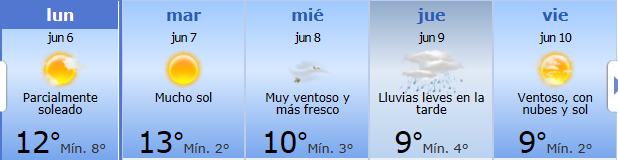 lun
jun 6
Parcialmente
soleado
12° Mín. 8°
mar
jun 7
Mucho sol
13° Mín. 2°
mié
jun 8
Muy ventoso y
más fresco
10° Mín. 3°
jue
jun 9
Lluvias leves en la
tarde
9° Mín. 4°
vie
jun 10
Ventoso, con
nubes y sol
9° Mín. 2°